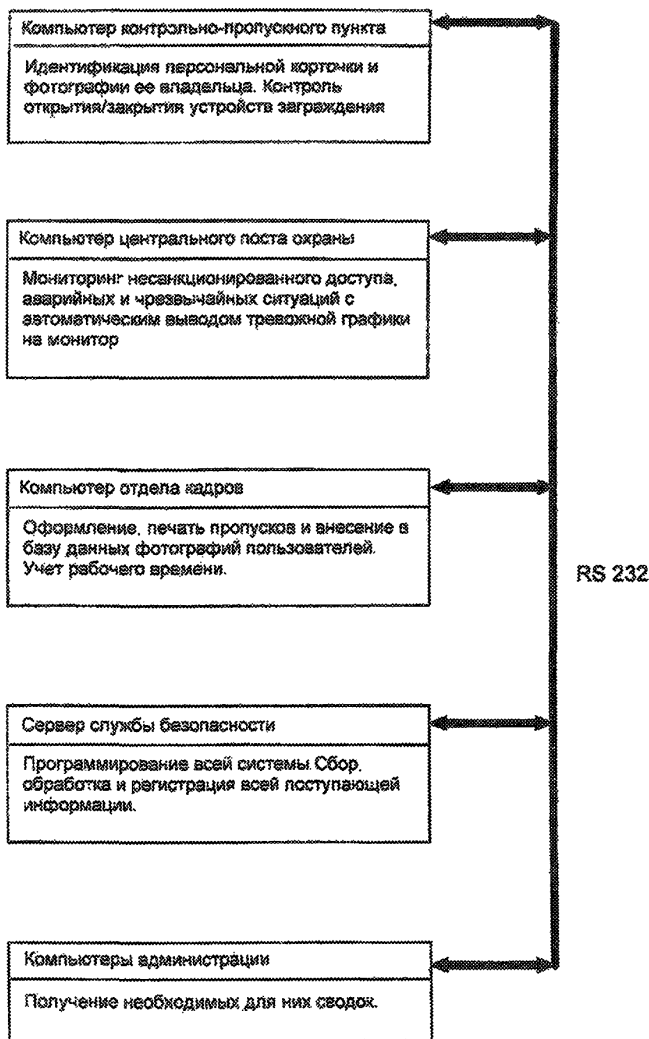 Компьютер контрольно-пропускного пункта
Идентификация персональной карточки и
фотографии ее владельца. Контроль
открытия/закрытия устройств заграждения
Компьютер центрального поста охраны
Мониторинг несанкционированного доступа,
аварийных и чрезвычайных ситуаций с
автоматическим выводом тревожной графики
на монитор
Компьютер отдела кадров
Оформление, печать пропусков и внесение в
базу данных фотографий пользователей.
Учет рабочего времени.
RS 232
Сервер службы безопасности
Программирование всей системы Сбор,
обработка и регистрация всей поступающей
информации.
Компьютеры администрации
Получение необходимых для них сводок.